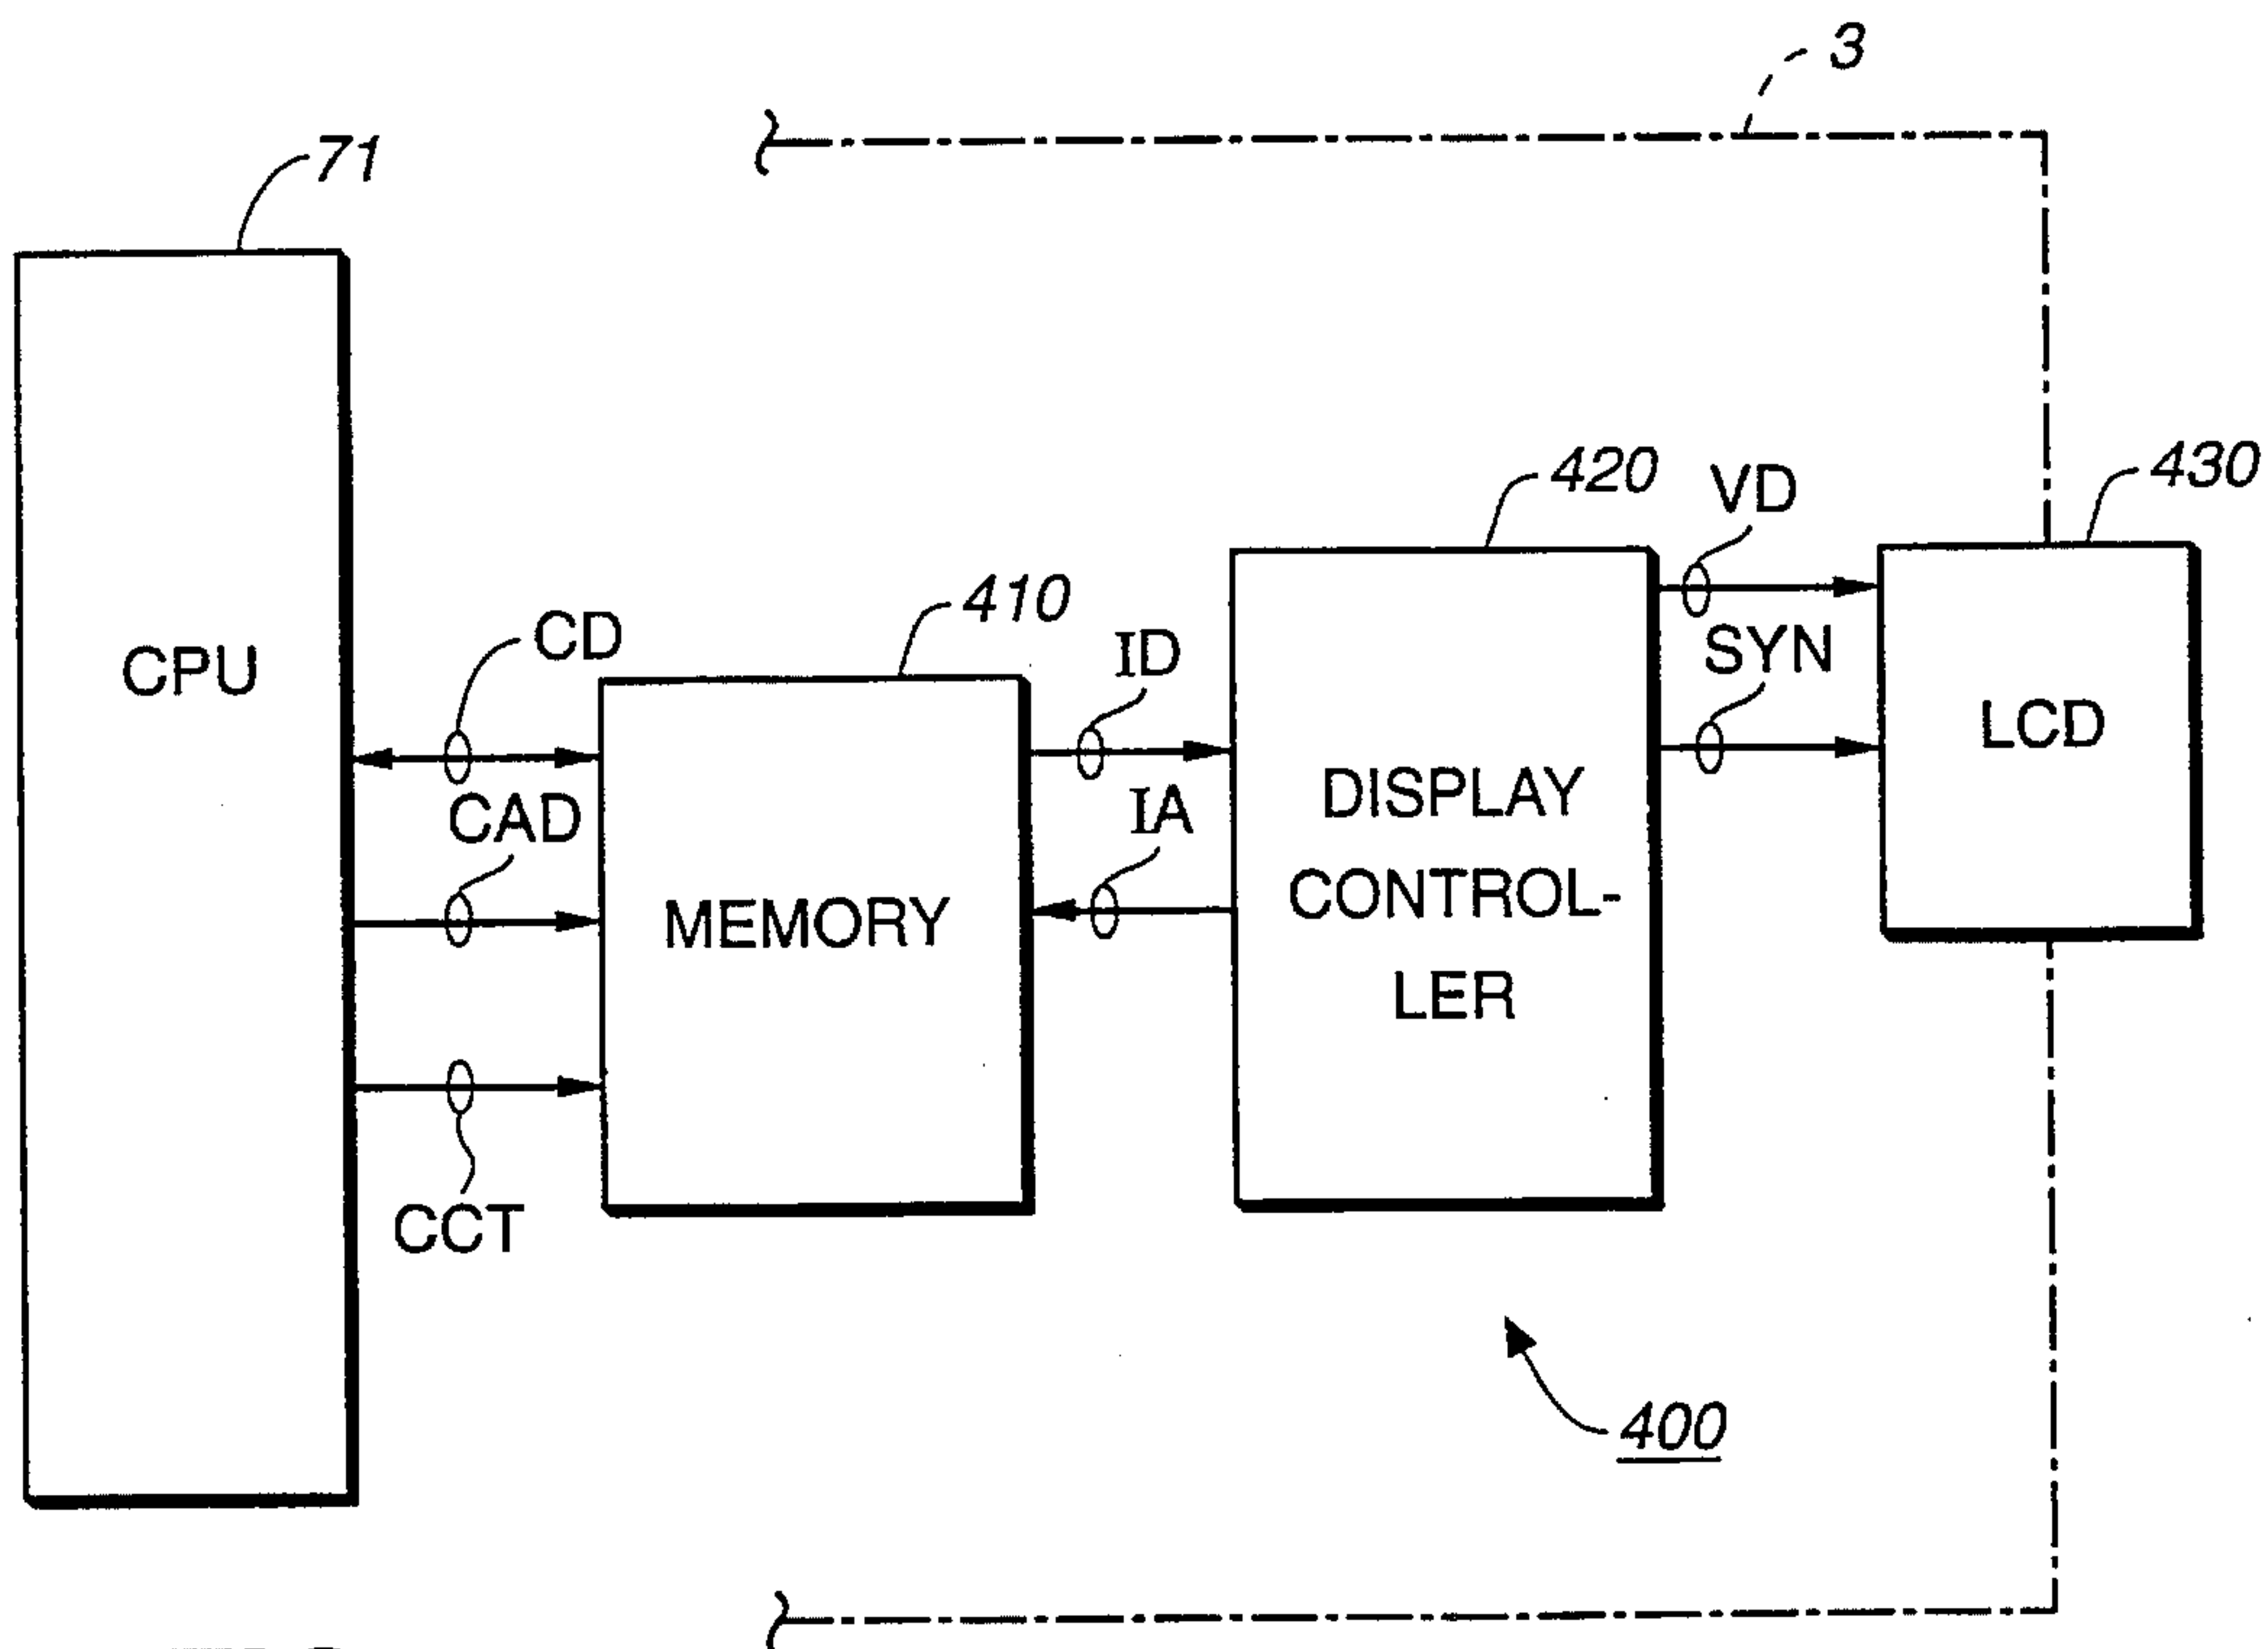 3
71
420
VD
430
410
CD
ID
SYN
CPU
LCD
CAD
IA
DISPLAY
CONTROL-
LER
MEMORY
CCT
400